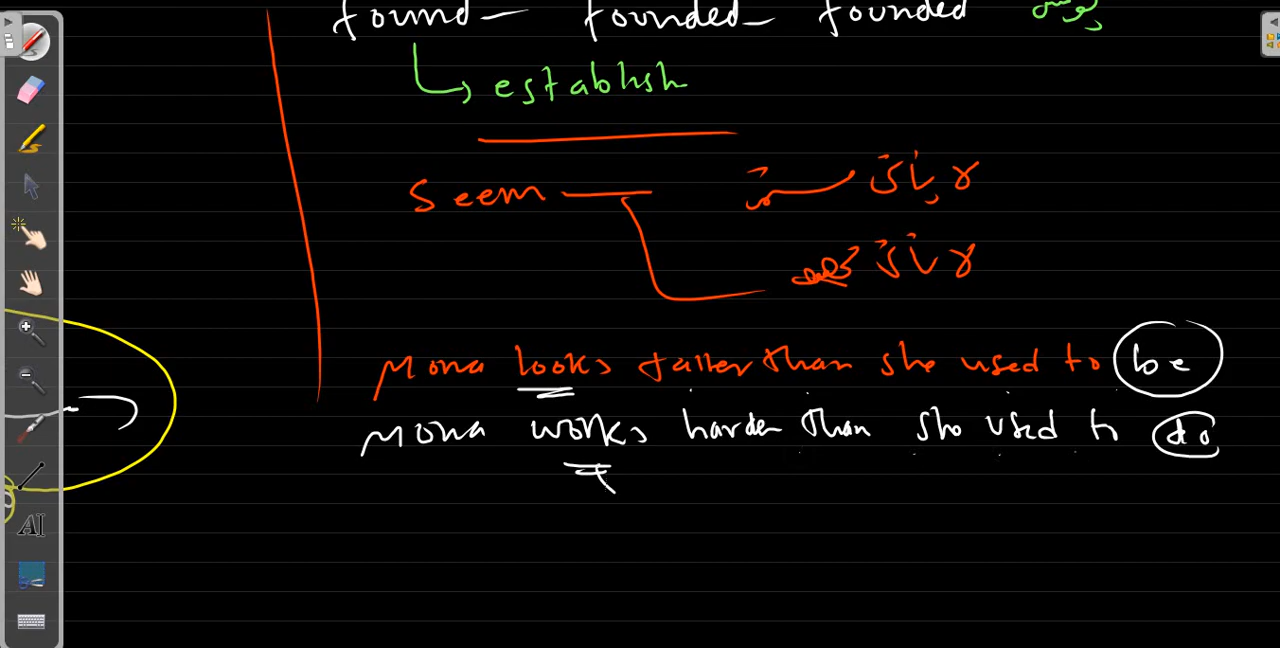 found — founded — founded
establish
seem
Mona looks taller than she used to be
Mona works harder than she used to do
AI